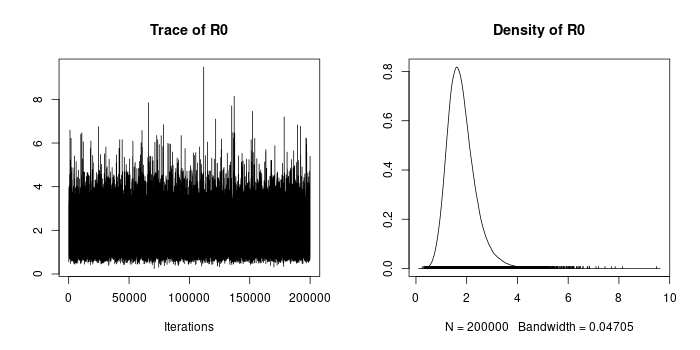 Trace of R0
8
6
4
2
0
0 50000 100000 150000 200000
Iterations
Density of R0
0.8
0.6
0.4
0.2
0.0
0 2 4 6 8 10
N = 200000 Bandwidth = 0.04705